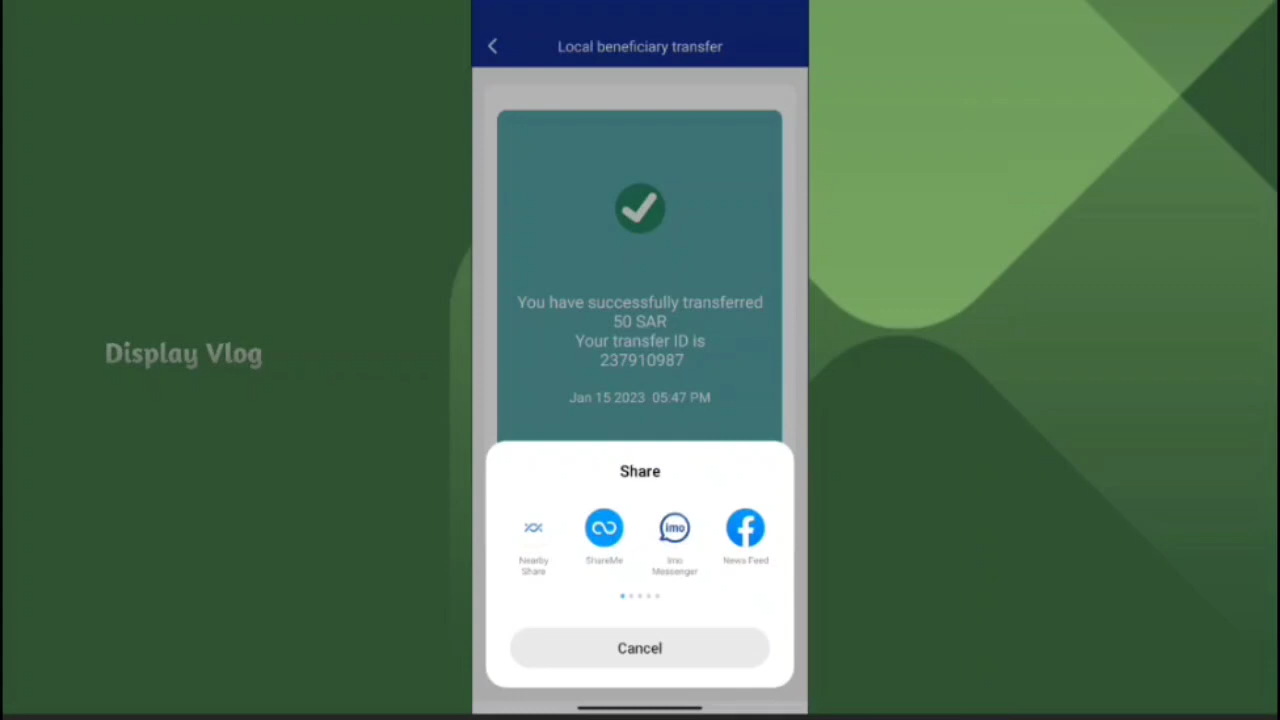 Local beneficiary transfer
You have successfully transferred
50 SAR
Your transfer ID is
237910987
Jan 15 2023 05:47 PM
Display Vlog
Share
imo
Nearby
Share
ShareMe
Imo
Messenger
News Feed
Cancel